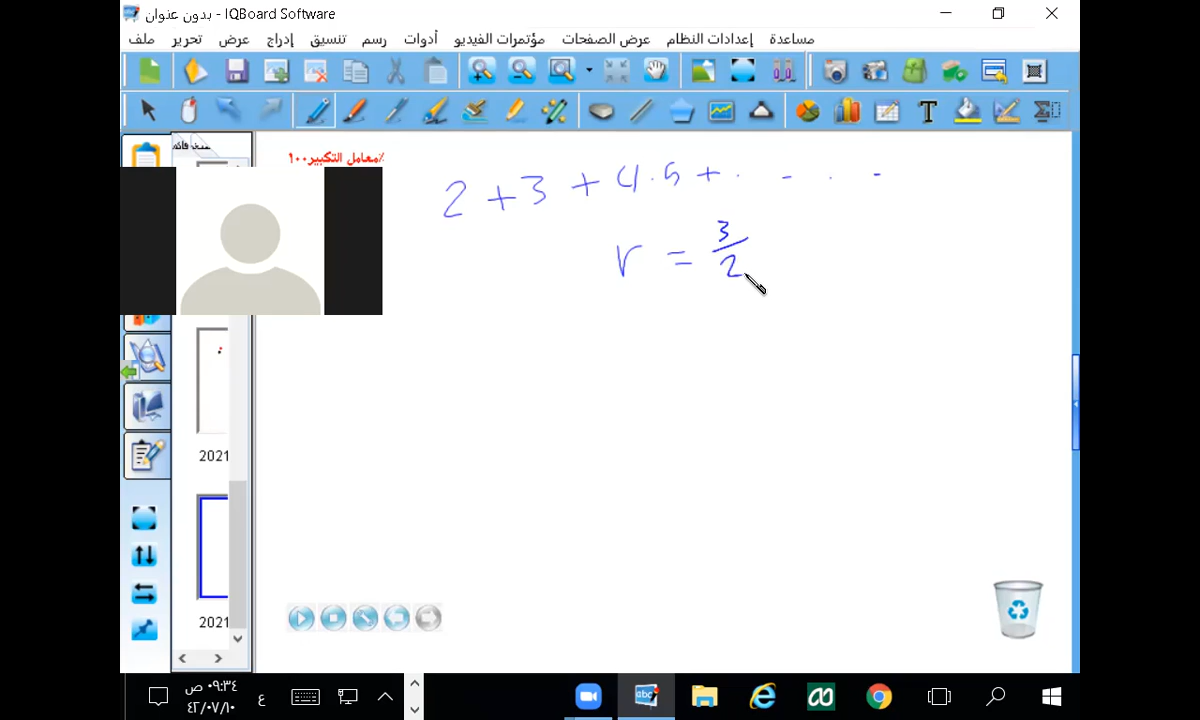 بدون عنوان - IQBoard Software
ملف تحرير عرض إدراج تنسيق رسم أدوات مؤتمرات الفيديو عرض الصفحات إعدادات النظام مساعدة
معامل التكبير١٠٠٪
2 + 3 + 4.5 + . - . . -
r = 3/2
2021
2021
٠٩:٣٤ ص
ع
٤٢/٠٧/١٠